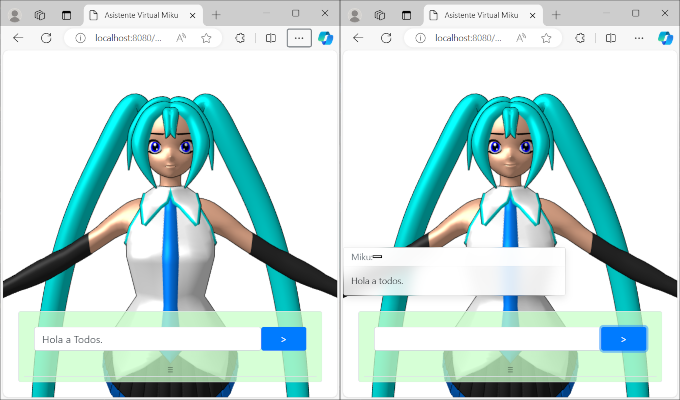 Asistente Virtual Miku
localhost:8080/...
Hola a Todos.
>
Asistente Virtual Miku
localhost:8080/...
Miku:
Hola a todos.
>